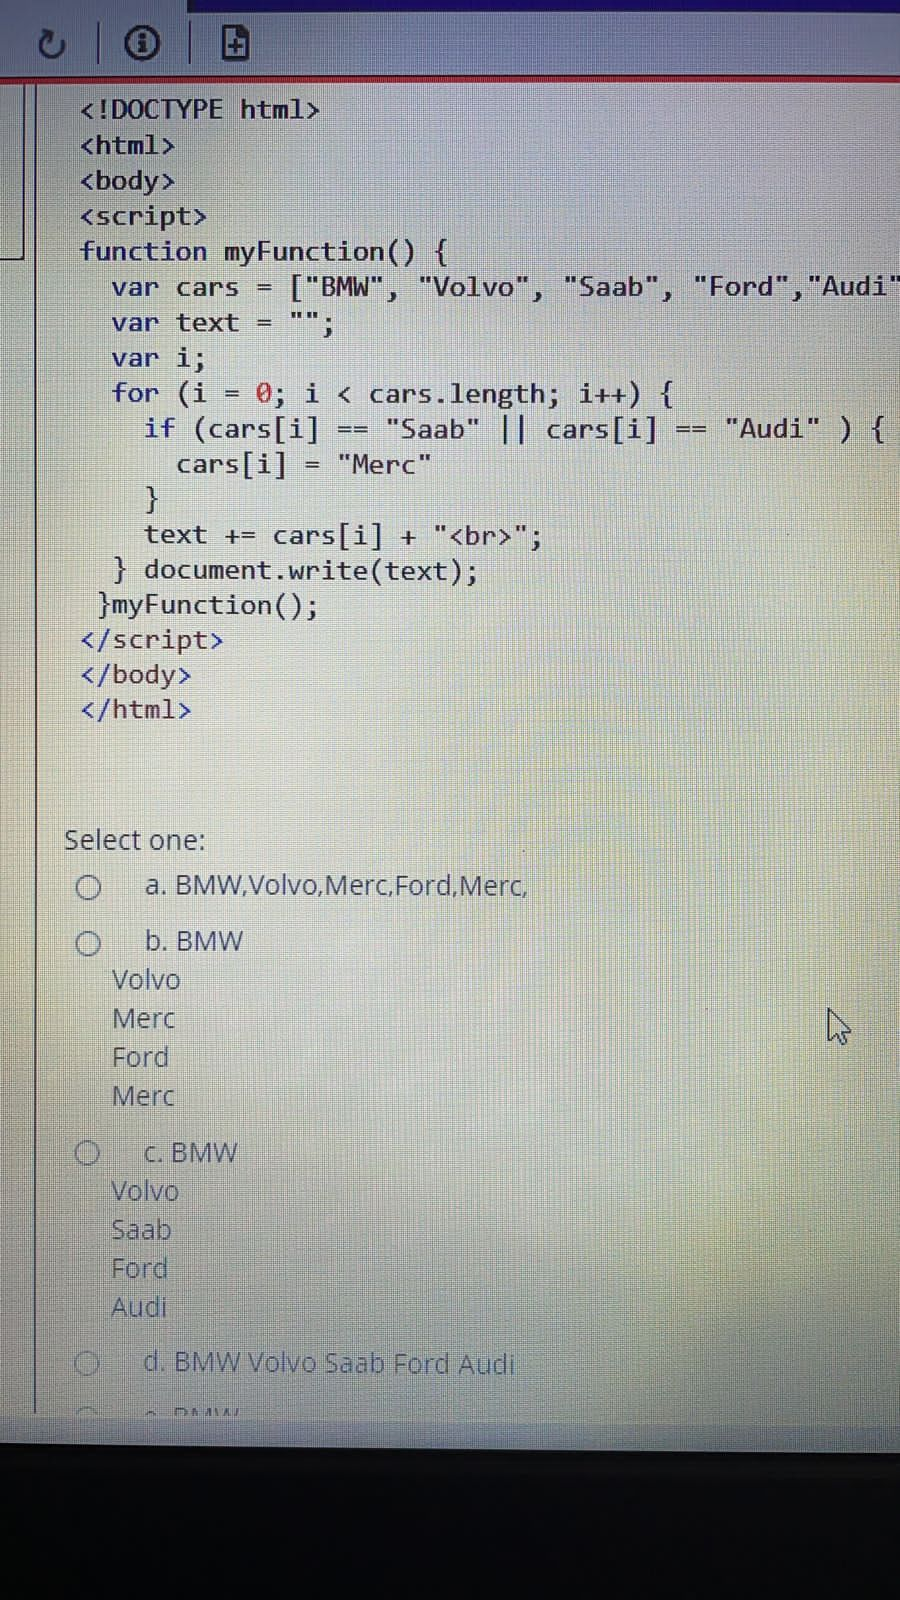 <!DOCTYPE html>
<html>
<body>
<script>
function myFunction() {
var cars = ["BMW", "Volvo", "Saab", "Ford","Audi"
var text = "";
var i;
for (i = 0; i < cars.length; i++) {
if (cars[i] == "Saab" || cars[i] == "Audi" ) {
cars[i] = "Merc"
}
text += cars[i] + "<br>";
} document.write(text);
}myFunction();
</script>
</body>
</html>
Select one:
a. BMW,Volvo,Merc,Ford,Merc,
b. BMW
Volvo
Merc
Ford
Merc
c. BMW
Volvo
Saab
Ford
Audi
d. BMW Volvo Saab Ford Audi